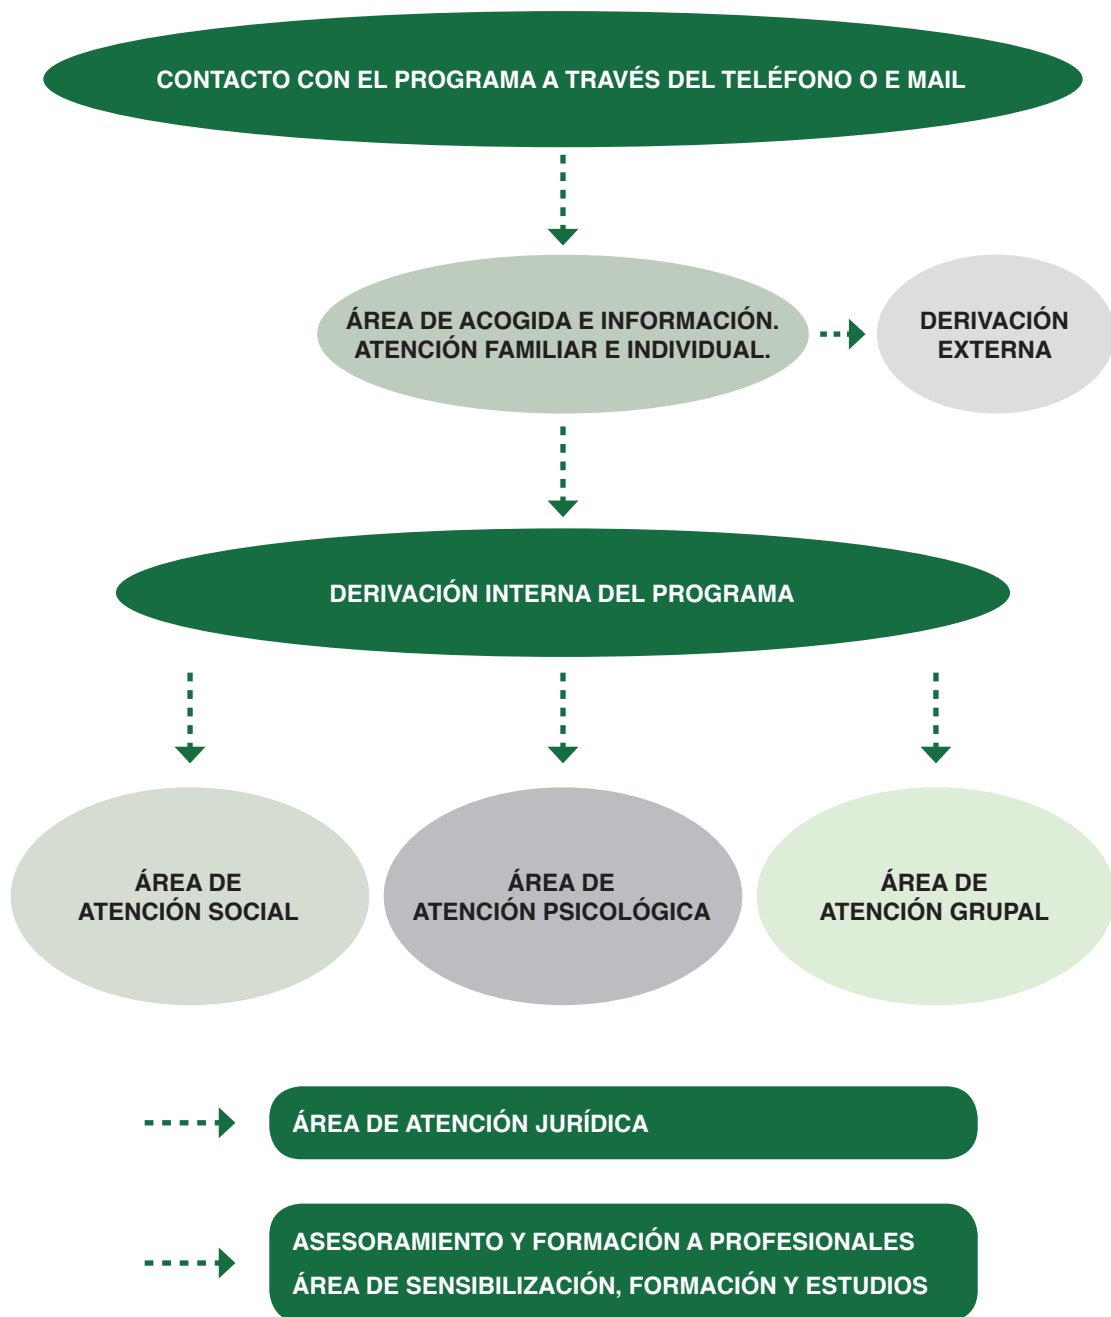 CONTACTO CON EL PROGRAMA A TRAVÉS DEL TELÉFONO O E MAIL
ÁREA DE ACOGIDA E INFORMACIÓN.
ATENCIÓN FAMILIAR E INDIVIDUAL.
DERIVACIÓN
EXTERNA
DERIVACIÓN INTERNA DEL PROGRAMA
ÁREA DE
ATENCIÓN SOCIAL
ÁREA DE
ATENCIÓN PSICOLÓGICA
ÁREA DE
ATENCIÓN GRUPAL
ÁREA DE ATENCIÓN JURÍDICA
ASESORAMIENTO Y FORMACIÓN A PROFESIONALES
ÁREA DE SENSIBILIZACIÓN, FORMACIÓN Y ESTUDIOS